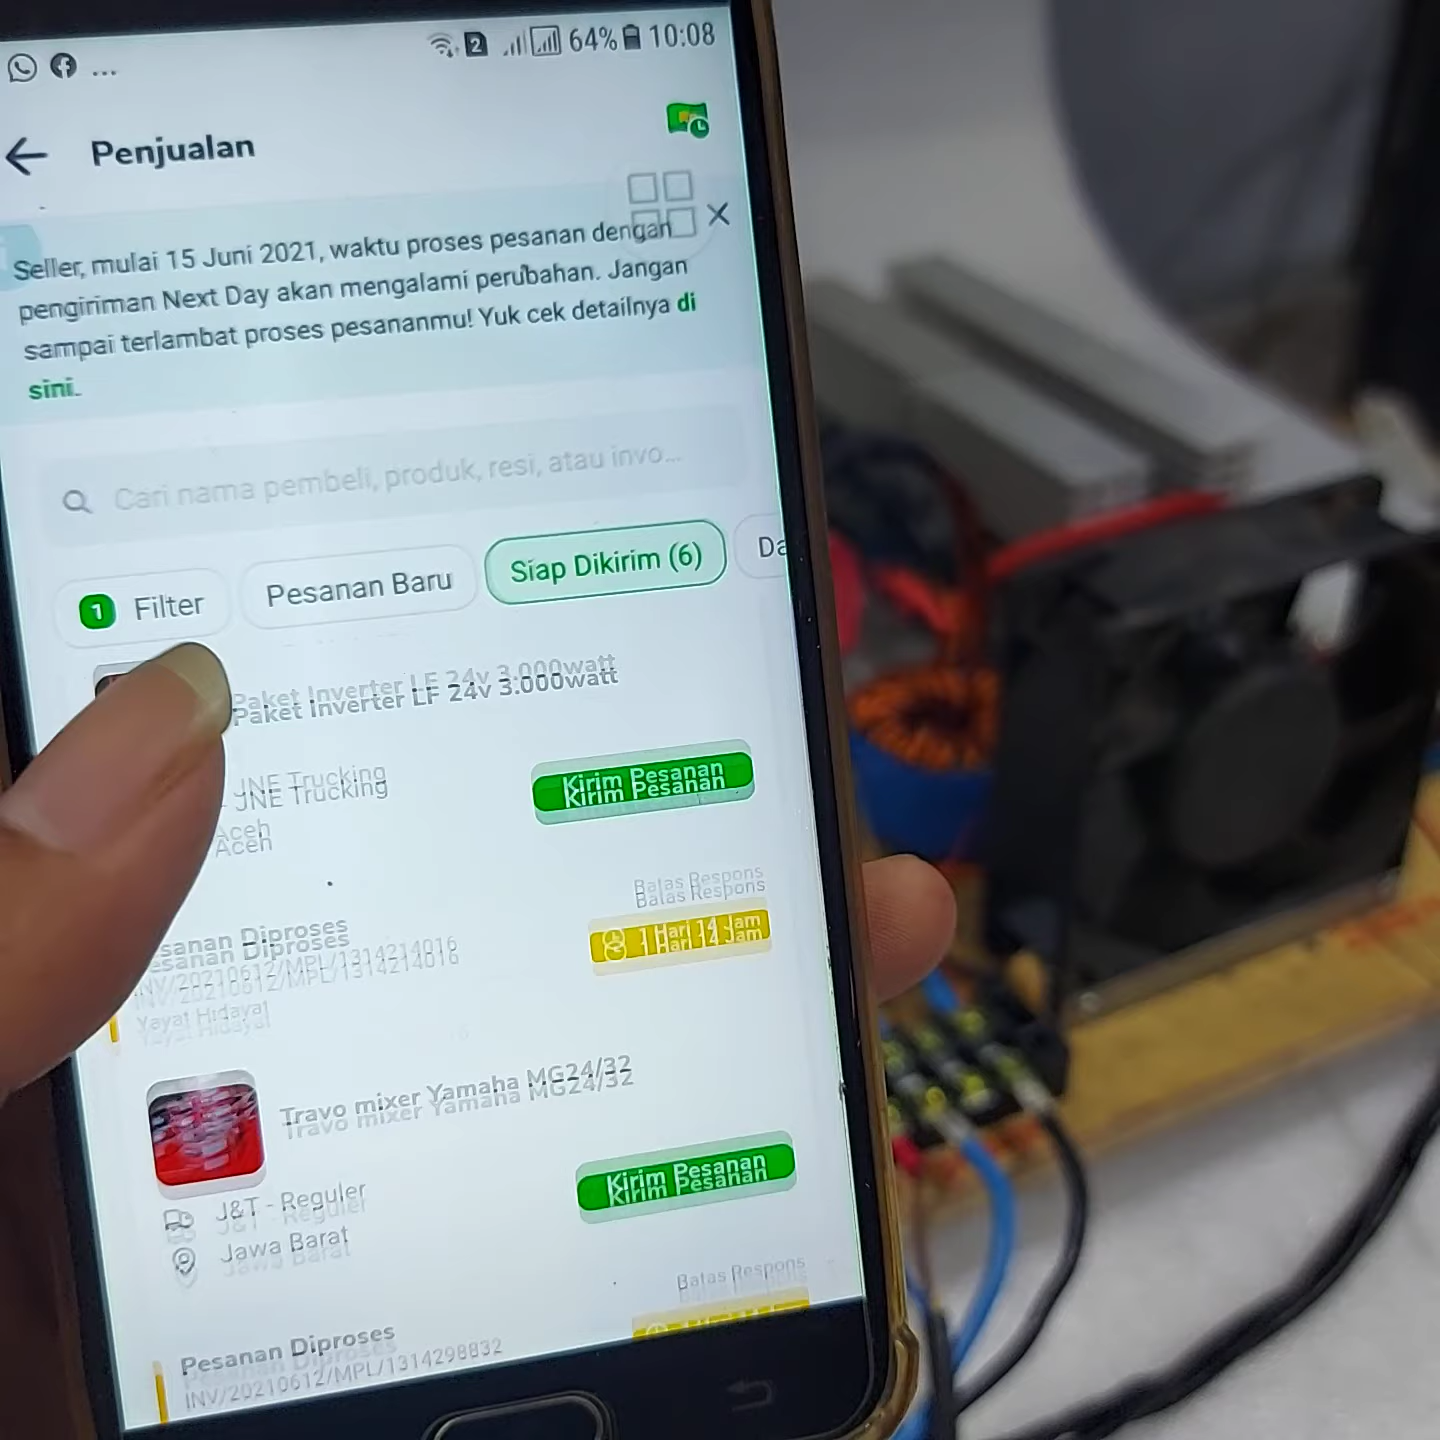 2 64% 10:08
...
Penjualan
Seller, mulai 15 Juni 2021, waktu proses pesanan dengan
pengiriman Next Day akan mengalami perubahan. Jangan
sampai terlambat proses pesananmu! Yuk cek detailnya di
sini.
Cari nama pembeli, produk, resi, atau invo...
1 Filter
Pesanan Baru
Siap Dikirim (6)
Da
Paket Inverter LF 24v 3.000watt
JNE Trucking
Kirim Pesanan
Aceh
Batas Respons
1 Hari 14 Jam
esanan Diproses
INV/20210612/MPL/1314214016
Yayat Hidayat
Travo mixer Yamaha MG24/32
Kirim Pesanan
J&T - Reguler
Jawa Barat
Batas Respons
Pesanan Diproses
INV/20210612/MPL/1314298832